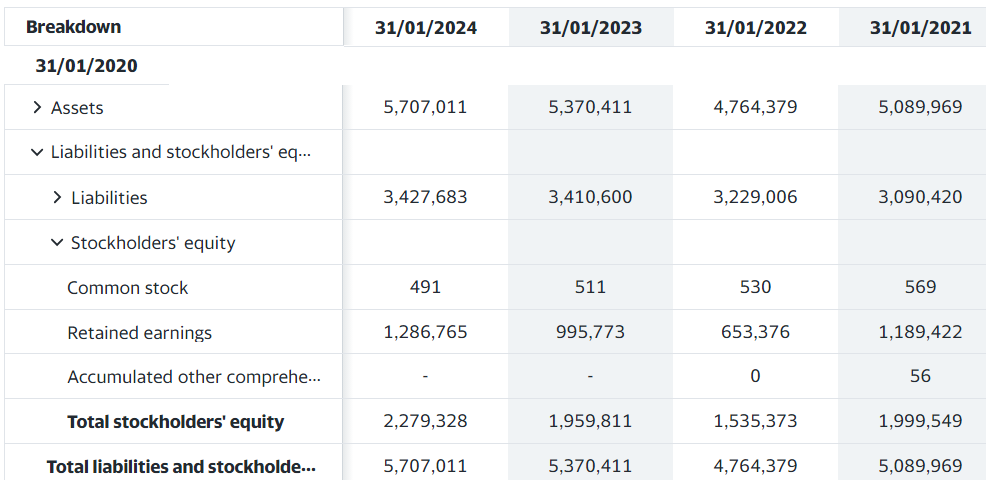 Breakdown 31/01/2024 31/01/2023 31/01/2022 31/01/2021
31/01/2020
Assets 5,707,011 5,370,411 4,764,379 5,089,969
Liabilities and stockholders' eq...
Liabilities 3,427,683 3,410,600 3,229,006 3,090,420
Stockholders' equity
Common stock 491 511 530 569
Retained earnings 1,286,765 995,773 653,376 1,189,422
Accumulated other comprehe... - - 0 56
Total stockholders' equity 2,279,328 1,959,811 1,535,373 1,999,549
Total liabilities and stockholde... 5,707,011 5,370,411 4,764,379 5,089,969